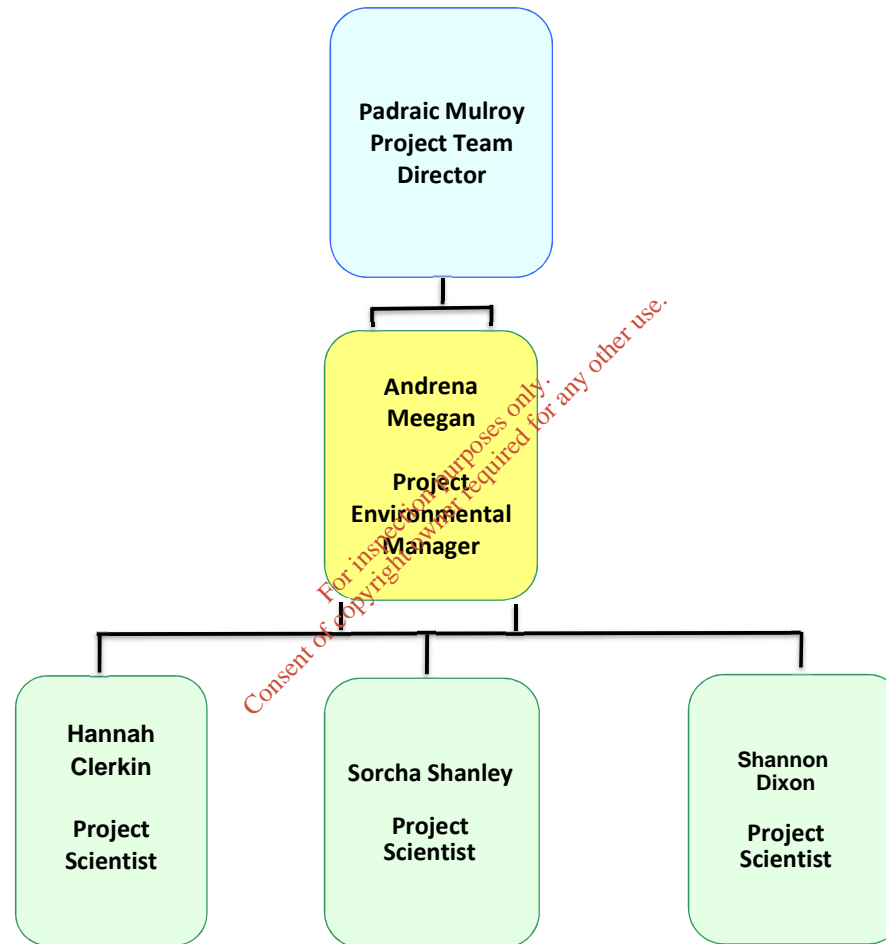 Padraic Mulroy
Project Team
Director
Andrena
Meegan
Project
Environmental
Manager
For inspection purposes only.
Consent of copyright owner required for any other use.
Hannah
Clerkin
Project
Scientist
Sorcha Shanley
Project
Scientist
Shannon
Dixon
Project
Scientist